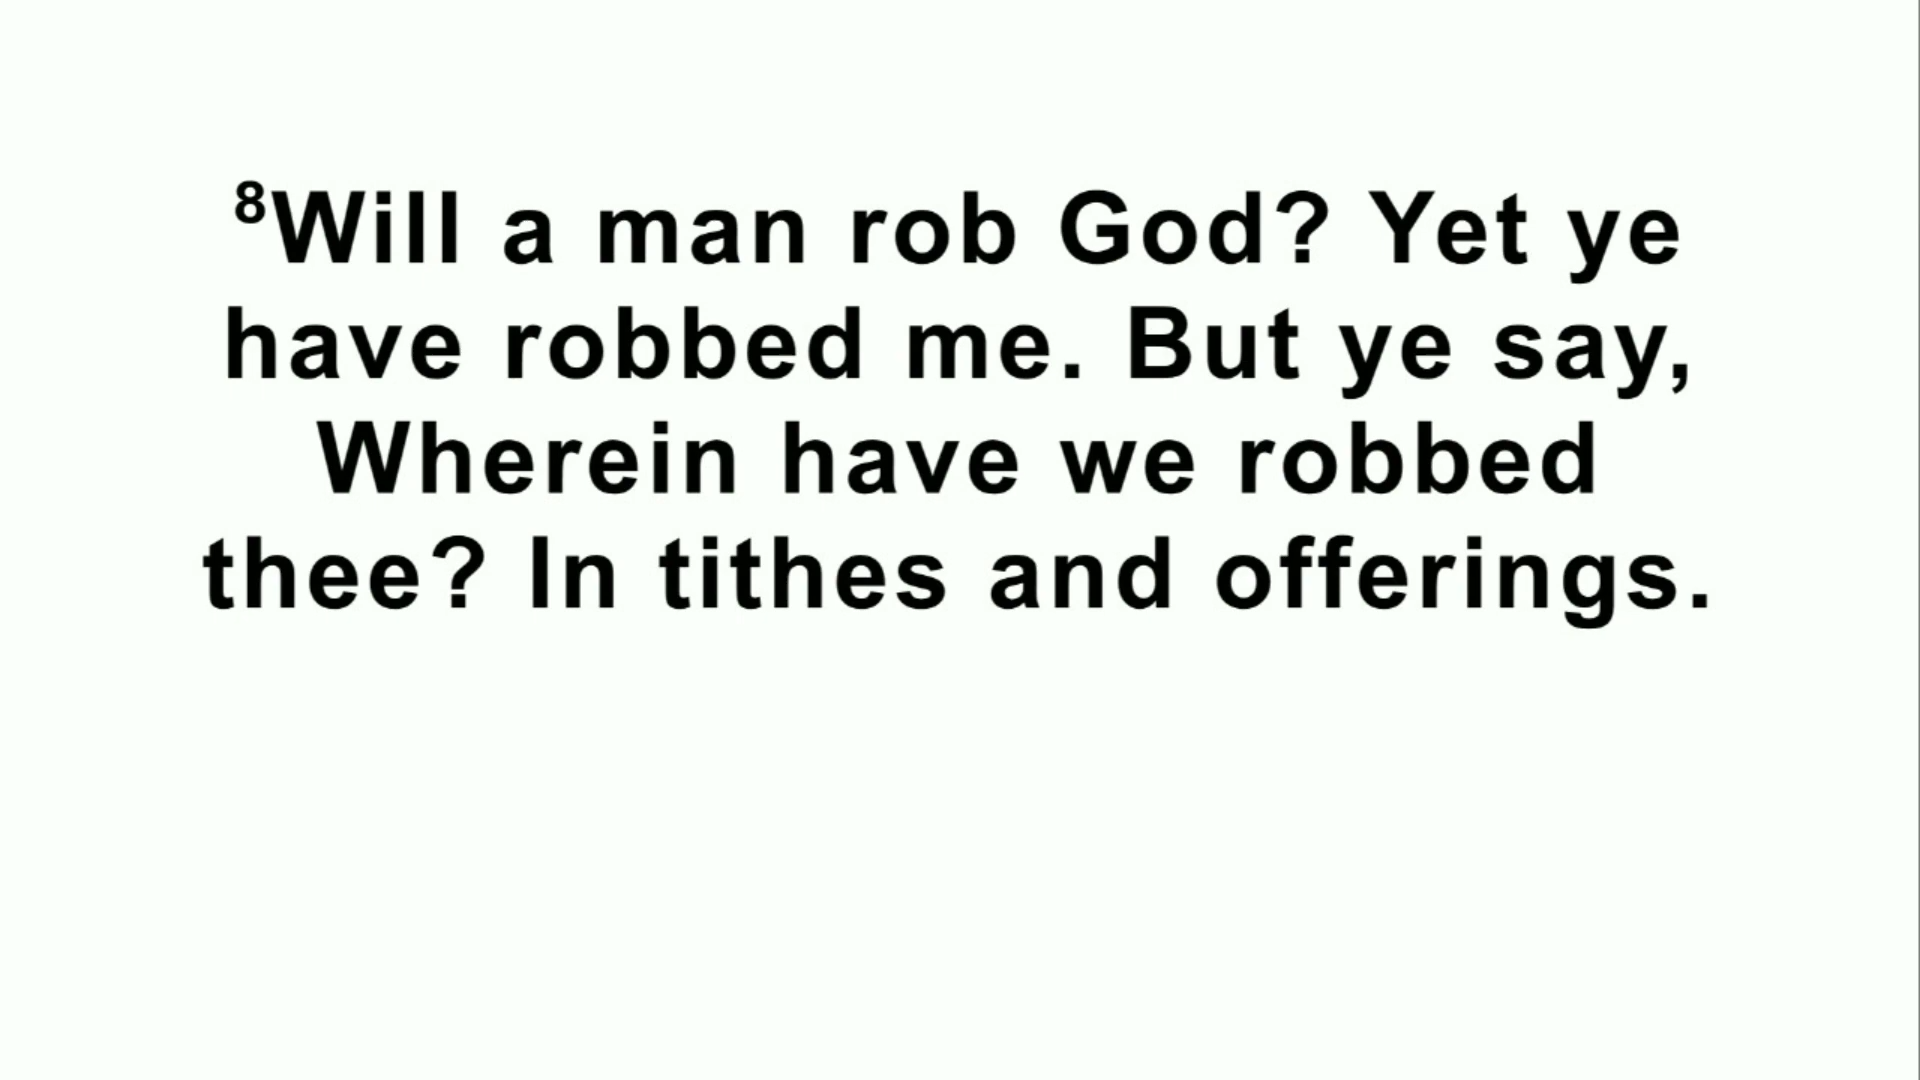 ⁸Will a man rob God? Yet ye
have robbed me. But ye say,
Wherein have we robbed
thee? In tithes and offerings.